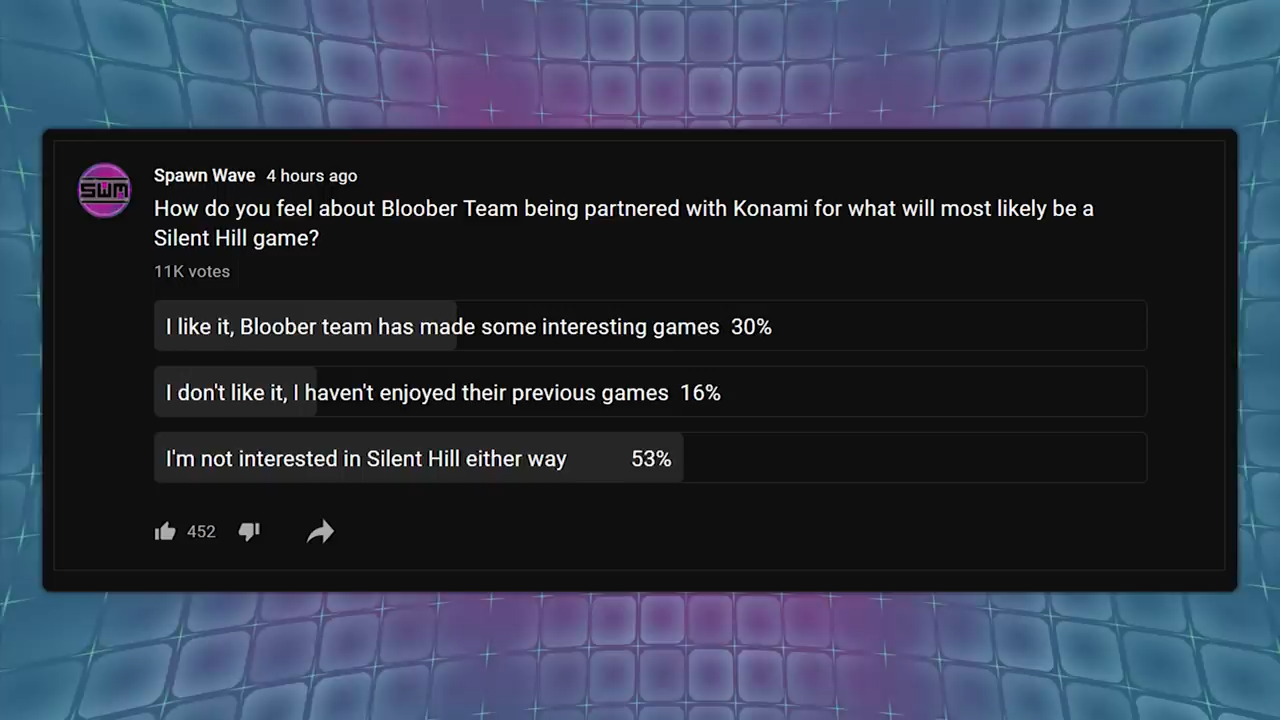 SWM
Spawn Wave 4 hours ago
How do you feel about Bloober Team being partnered with Konami for what will most likely be a
Silent Hill game?
11K votes
I like it, Bloober team has made some interesting games 30%
I don't like it, I haven't enjoyed their previous games 16%
I'm not interested in Silent Hill either way 53%
452